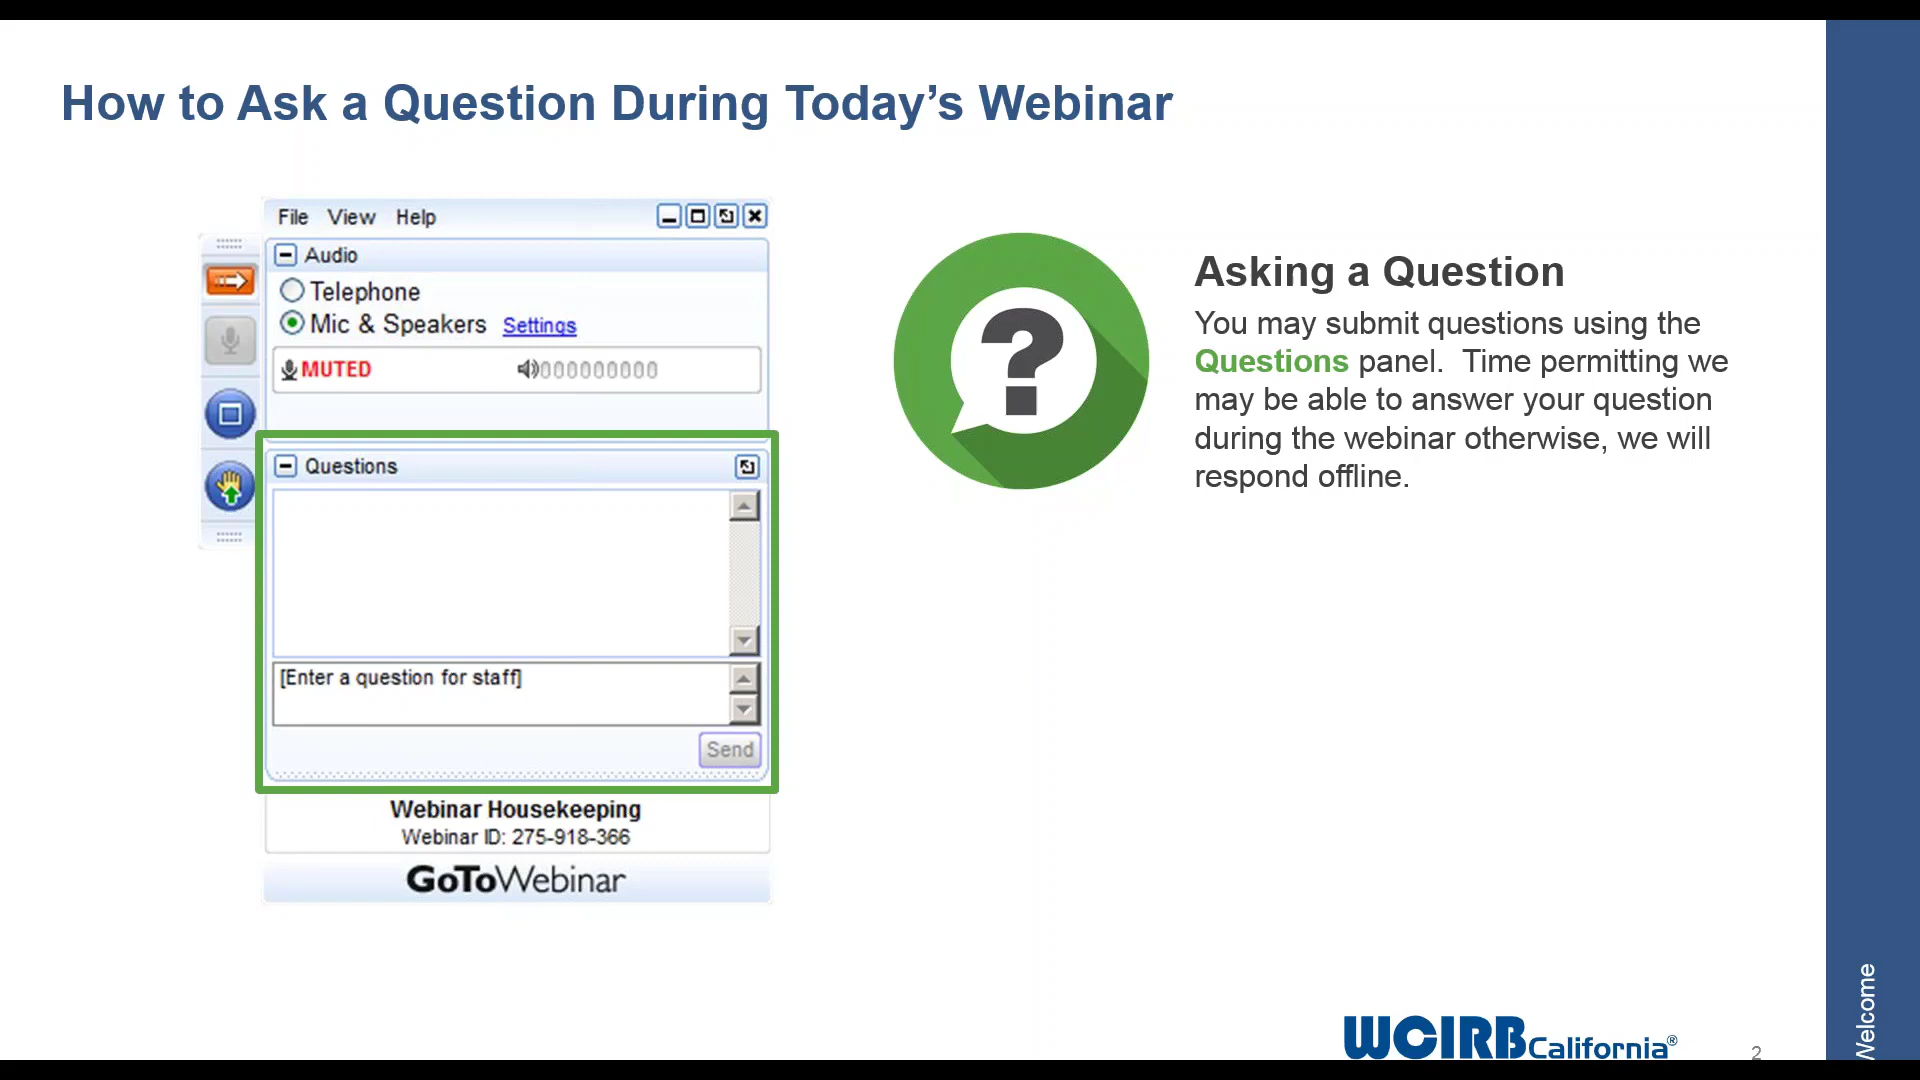 How to Ask a Question During Today’s Webinar
File View Help
Audio
Telephone
Mic & Speakers Settings
MUTED 000000000
Questions
[Enter a question for staff]
Send
Webinar Housekeeping
Webinar ID: 275-918-366
GoToWebinar
?
Asking a Question
You may submit questions using the
Questions panel.  Time permitting we
may be able to answer your question
during the webinar otherwise, we will
respond offline.
WCIRBCalifornia®
2
Welcome